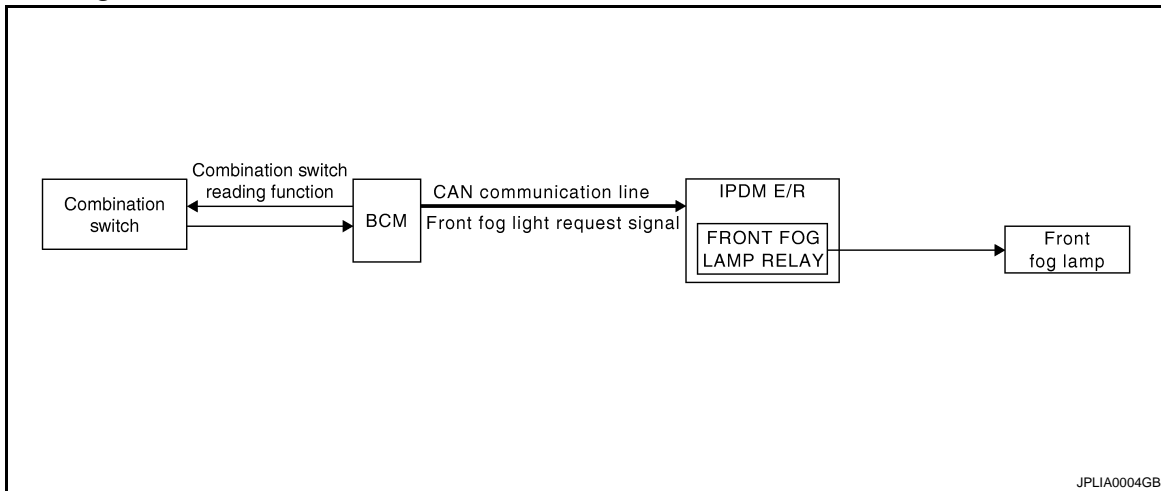 Combination
switch
Combination switch
reading function
BCM
CAN communication line
Front fog light request signal
IPDM E/R
FRONT FOG
LAMP RELAY
Front
fog lamp
JPLIA0004GB